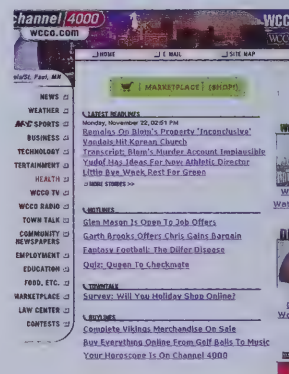 channel 4000
wcco.com
WCC
WCCO
HOME
E MAIL
SITE MAP
Paul, MN
MARKETPLACE (SHOP!)
NEWS
WEATHER
SPORTS
BUSINESS
TECHNOLOGY
TERTAINMENT
HEALTH
WCCO TV
WCCO RADIO
TOWN TALK
COMMUNITY
NEWSPAPERS
EMPLOYMENT
EDUCATION
FOOD, ETC.
MARKETPLACE
LAW CENTER
CONTESTS
LATEST HEADLINES
Monday, November 22, 02:51 PM
Remains On Blom's Property 'Inconclusive'
Vandals Hit Korean Church
Transcript: Blom's Murder Account Implausible
Yudof Has Ideas For New Athletic Director
Little Bye Week Rest For Green
MORE STORIES >>
HOTLINKS
Glen Mason Is Open To Job Offers
Garth Brooks Offers Chris Gains Bargain
Fantasy Football: The Dilfer Disease
Quiz: Queen To Checkmate
TOWNTALK
Survey: Will You Holiday Shop Online?
BUYLINES
Complete Vikings Merchandise On Sale
Buy Everything Online From Golf Balls To Music
Your Horoscope Is On Channel 4000